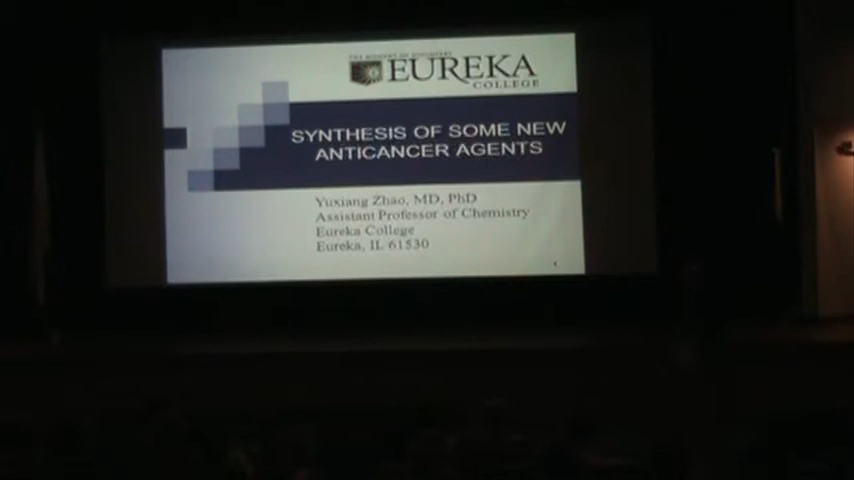 EUREKA
COLLEGE
SYNTHESIS OF SOME NEW
ANTICANCER AGENTS
Yuxiang Zhao, MD, PhD
Assistant Professor of Chemistry
Eureka College
Eureka, IL 61530